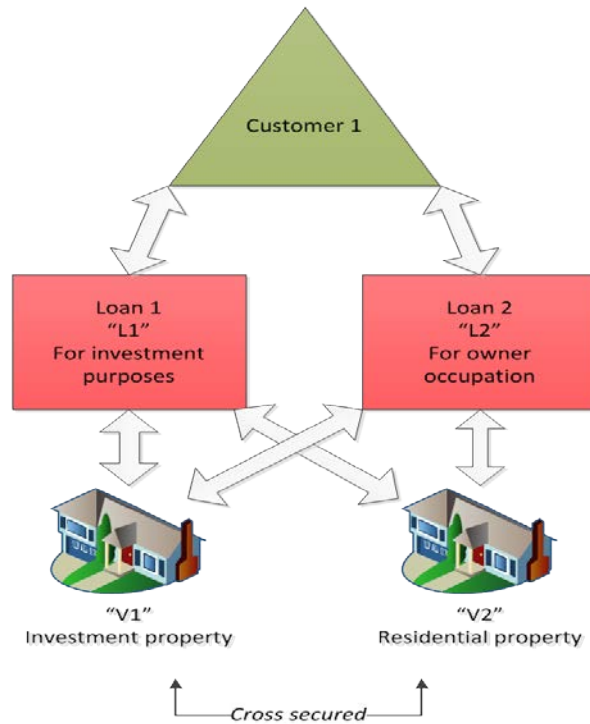 Customer 1
Loan 1
“L1”
For investment
purposes
Loan 2
“L2”
For owner
occupation
“V1”
Investment property
“V2”
Residential property
Cross secured